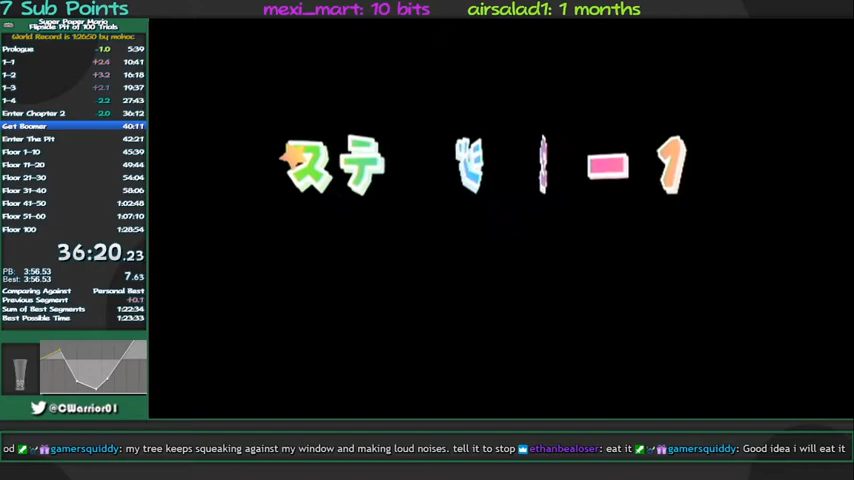 7 Sub Points
mexi_mart: 10 bits
airsalad1: 1 months
Super Paper Mario
Flipside Pit of 100 Trials
World Record is 1:26:50 by mohoc
Prologue -1.0 5:39
1-1 +2.4 10:41
1-2 +3.2 16:18
1-3 +2.1 19:37
1-4 -2.2 27:43
Enter Chapter 2 -2.0 36:12
Get Boomer 40:11
Enter The Pit 42:21
Floor 1-10 45:39
Floor 11-20 49:44
Floor 21-30 54:04
Floor 31-40 58:06
Floor 41-50 1:02:48
Floor 51-60 1:07:10
Floor 100 1:28:54
36:20.23
PB: 3:56.53
Best: 3:56.53
7.63
Comparing Against Personal Best
Previous Segment +0.1
Sum of Best Segments 1:22:34
Best Possible Time 1:23:33
@CWarrior01
ステ
ー 1
od gamersquiddy: my tree keeps squeaking against my window and making loud noises. tell it to stop ethanbealoser: eat it gamersquiddy: Good idea i will eat it